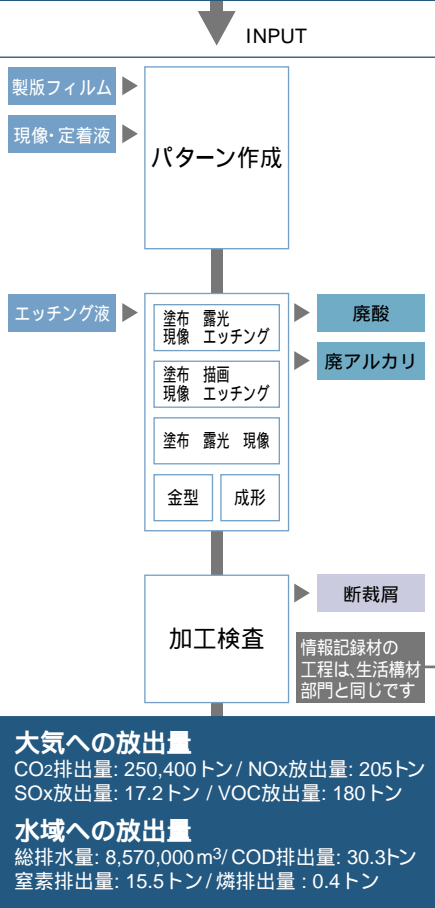 INPUT
製版フィルム
現像・定着液
パターン作成
エッチング液
塗布 露光
現像 エッチング
廃酸
廃アルカリ
塗布 描画
現像 エッチング
塗布 露光 現像
金型 成形
加工検査
断裁屑
情報記録材の
工程は、生活構材
部門と同じです
大気への放出量
CO2排出量: 250,400トン / NOx放出量: 205トン
SOx放出量: 17.2トン / VOC放出量: 180トン
水域への放出量
総排水量: 8,570,000m³/ COD排出量: 30.3トン
窒素排出量: 15.5トン / 燐排出量 : 0.4トン